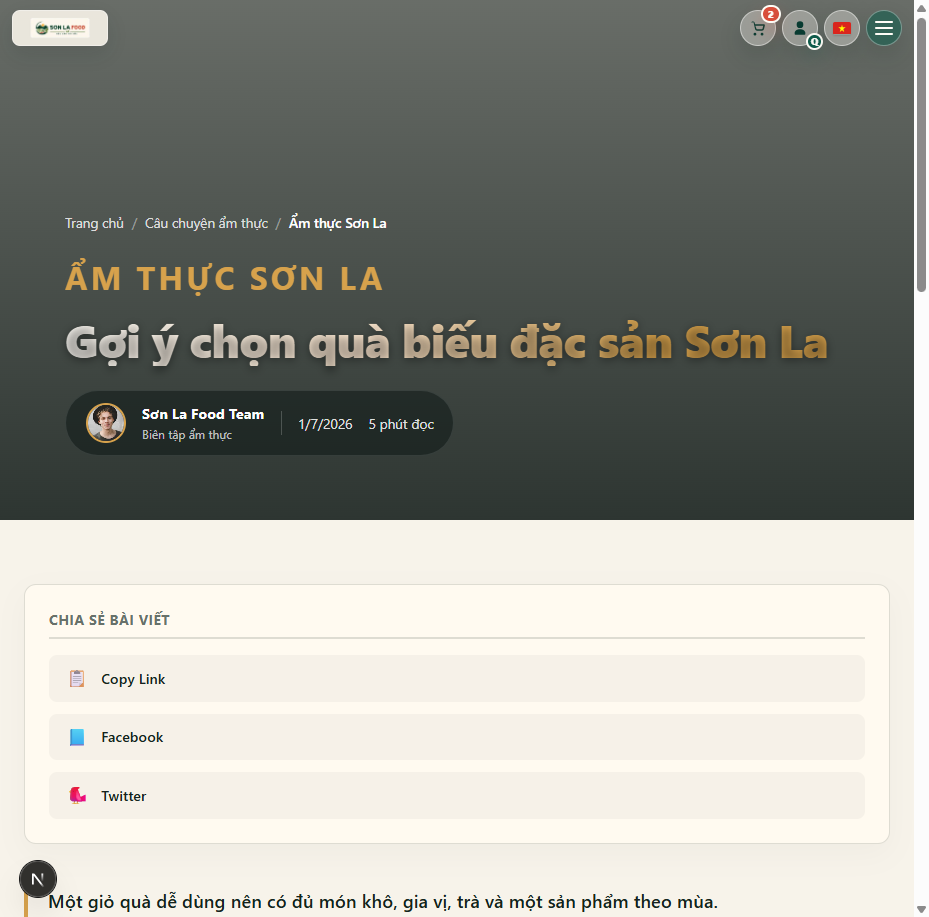 SƠN LA FOOD
2
Q
Trang chủ / Câu chuyện ẩm thực / Ẩm thực Sơn La
ẨM THỰC SƠN LA
Gợi ý chọn quà biếu đặc sản Sơn La
Sơn La Food Team
Biên tập ẩm thực
1/7/2026 5 phút đọc
CHIA SẺ BÀI VIẾT
Copy Link
Facebook
Twitter
N
Một giỏ quà dễ dùng nên có đủ món khô, gia vị, trà và một sản phẩm theo mùa.